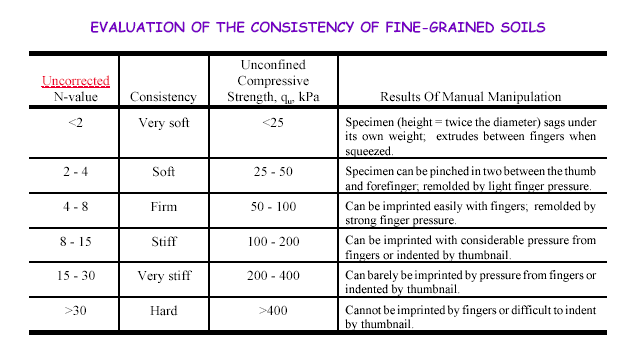 EVALUATION OF THE CONSISTENCY OF FINE-GRAINED SOILS
Uncorrected
N-value
Consistency
Unconfined
Compressive
Strength, qu, kPa
Results Of Manual Manipulation
<2
Very soft
<25
Specimen (height = twice the diameter) sags under
its own weight; extrudes between fingers when
squeezed.
2 - 4
Soft
25 - 50
Specimen can be pinched in two between the thumb
and forefinger; remolded by light finger pressure.
4 - 8
Firm
50 - 100
Can be imprinted easily with fingers; remolded by
strong finger pressure.
8 - 15
Stiff
100 - 200
Can be imprinted with considerable pressure from
fingers or indented by thumbnail.
15 - 30
Very stiff
200 - 400
Can barely be imprinted by pressure from fingers or
indented by thumbnail.
>30
Hard
>400
Cannot be imprinted by fingers or difficult to indent
by thumbnail.